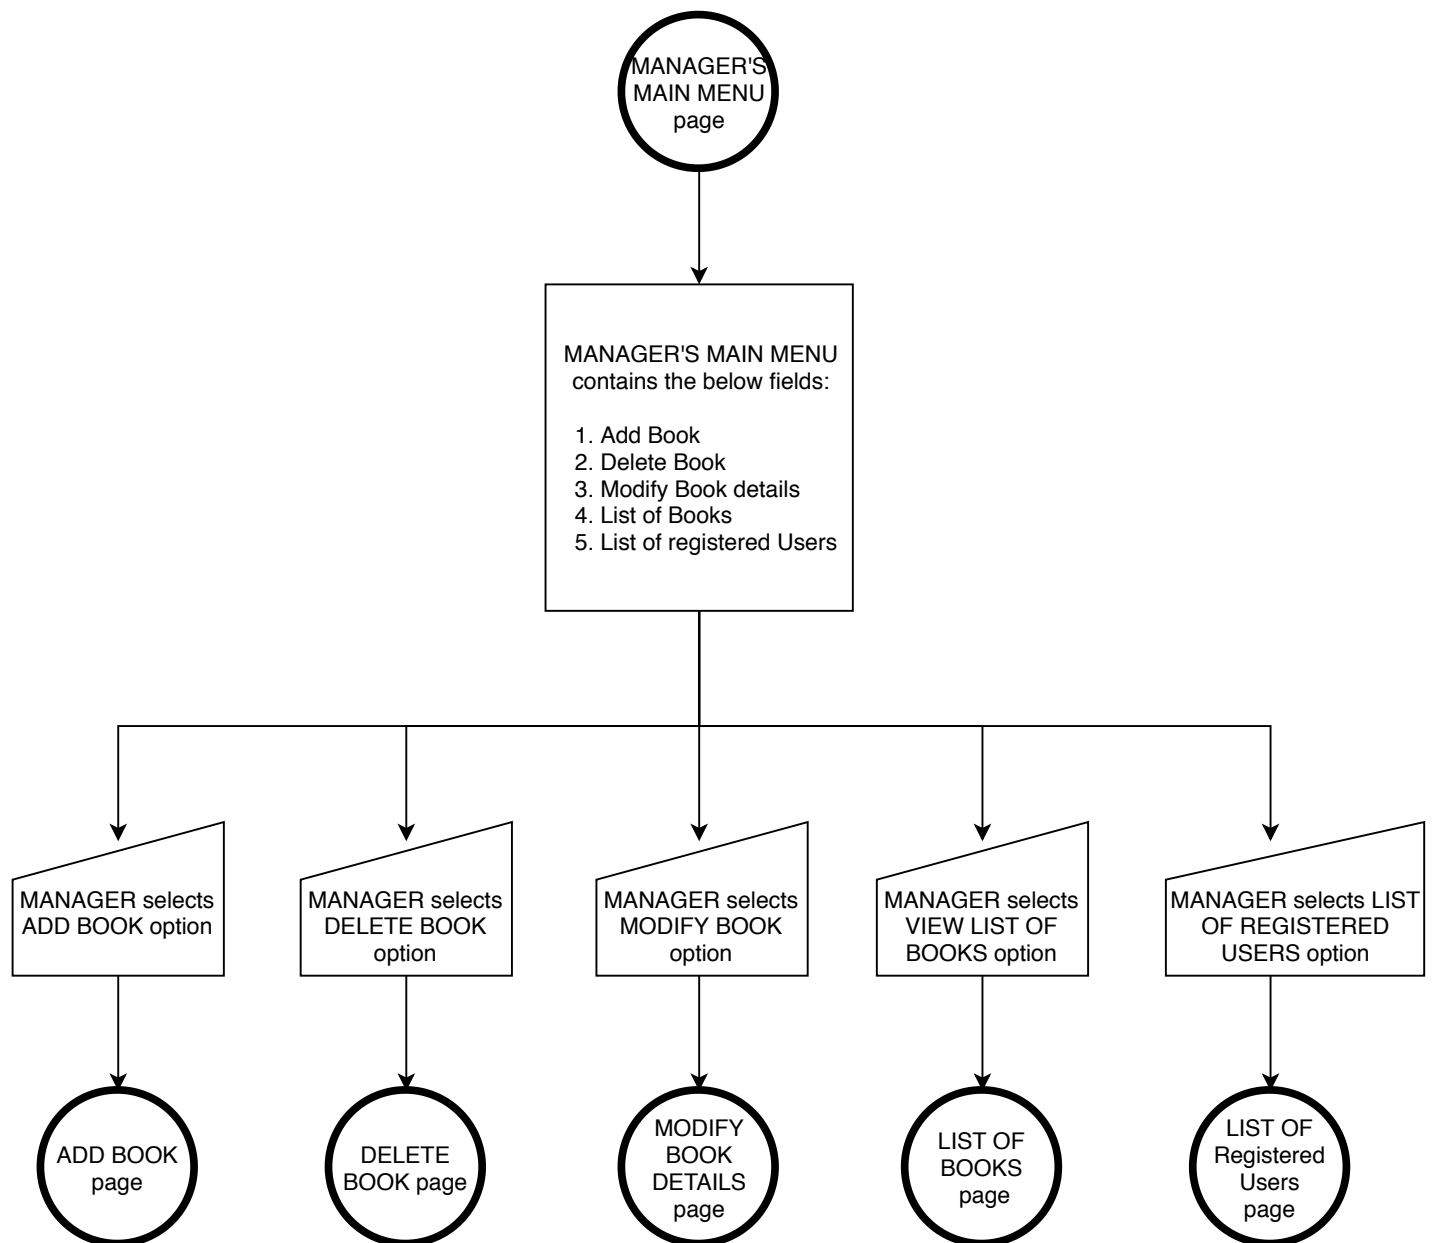 MANAGER'S
MAIN MENU
page
MANAGER'S MAIN MENU
contains the below fields:
1. Add Book
2. Delete Book
3. Modify Book details
4. List of Books
5. List of registered Users
MANAGER selects
ADD BOOK option
MANAGER selects
DELETE BOOK
option
MANAGER selects
MODIFY BOOK
option
MANAGER selects
VIEW LIST OF
BOOKS option
MANAGER selects LIST
OF REGISTERED
USERS option
ADD BOOK
page
DELETE
BOOK page
MODIFY
BOOK
DETAILS
page
LIST OF
BOOKS
page
LIST OF
Registered
Users
page